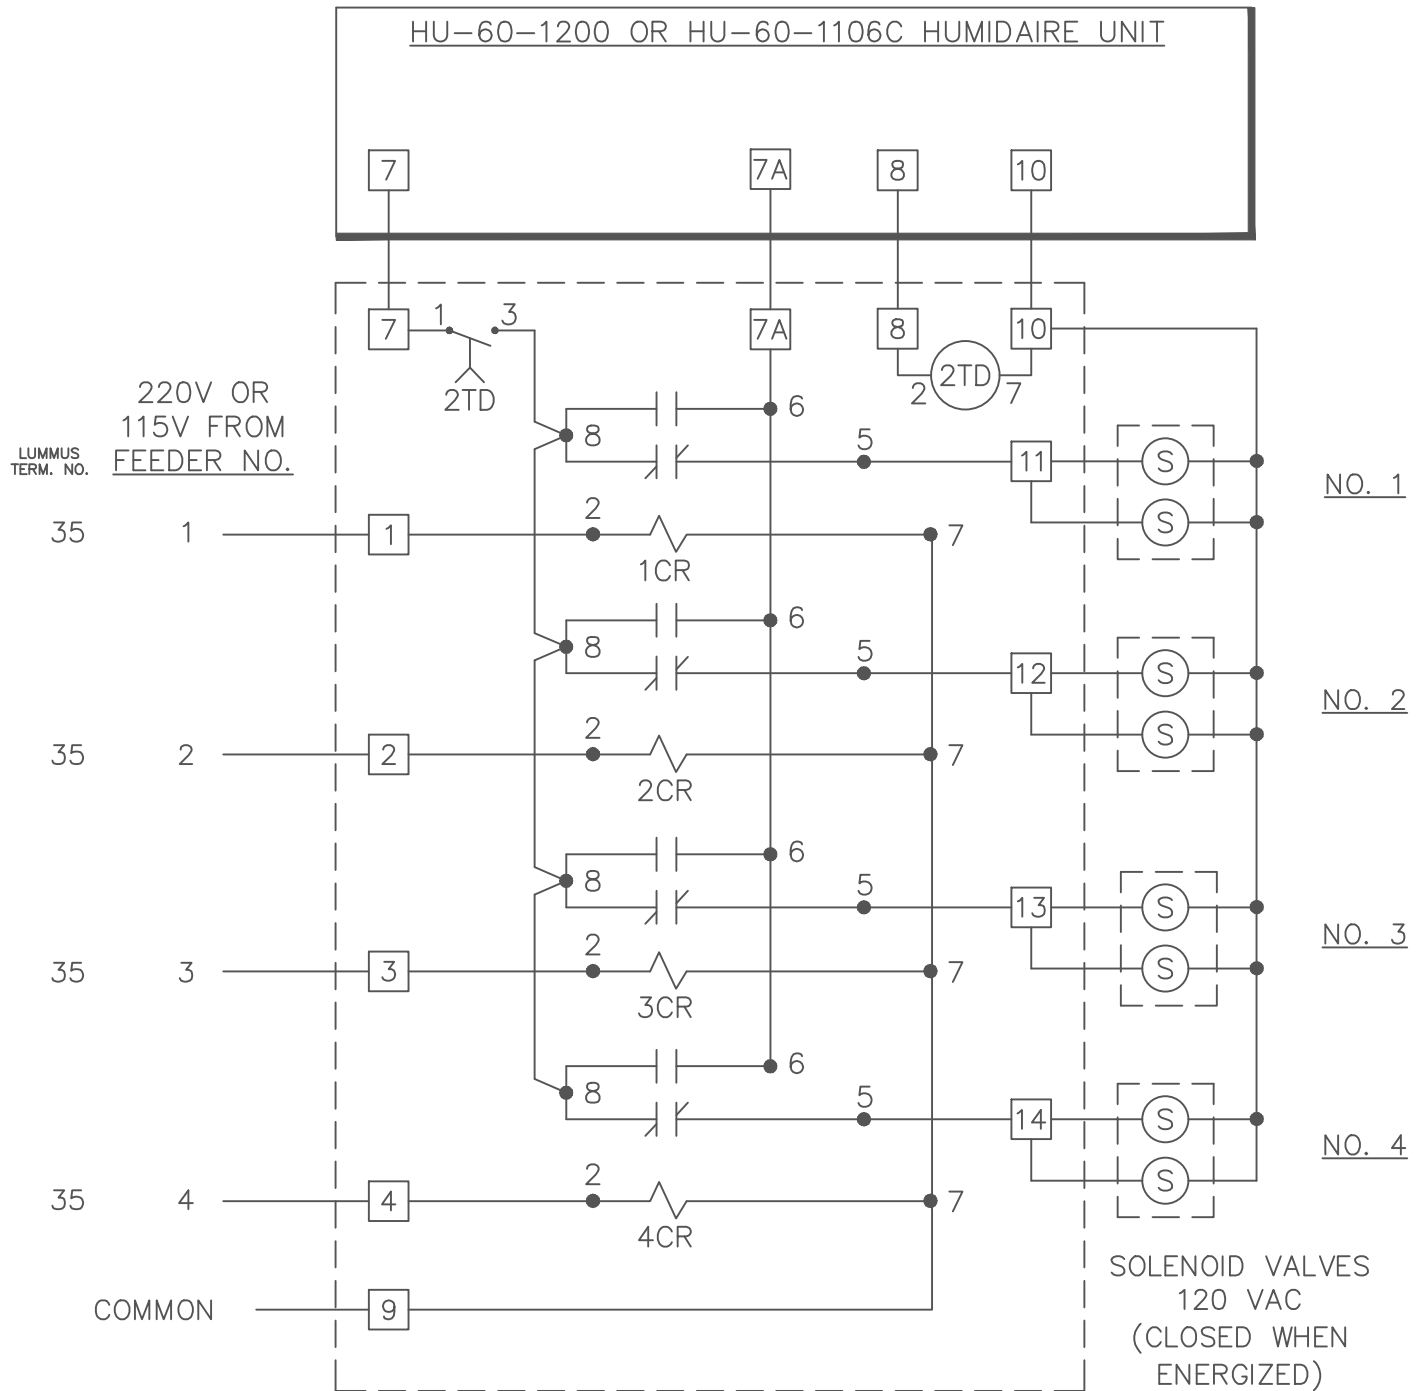 HU-60-1200 OR HU-60-1106C HUMIDAIRE UNIT
7 7A 8 10
7 1 3 7A 8 10
2TD
2 2TD 7
220V OR
115V FROM
FEEDER NO.
LUMMUS
TERM. NO.
6
8
5
11 S
NO. 1
S
35 1 1 2 7
1CR
6
8
5
12 S
NO. 2
S
35 2 2 2 7
2CR
6
8
5
13 S
NO. 3
S
35 3 3 2 7
3CR
6
8
5
14 S
NO. 4
S
35 4 4 2 7
4CR
COMMON 9
SOLENOID VALVES
120 VAC
(CLOSED WHEN
ENERGIZED)